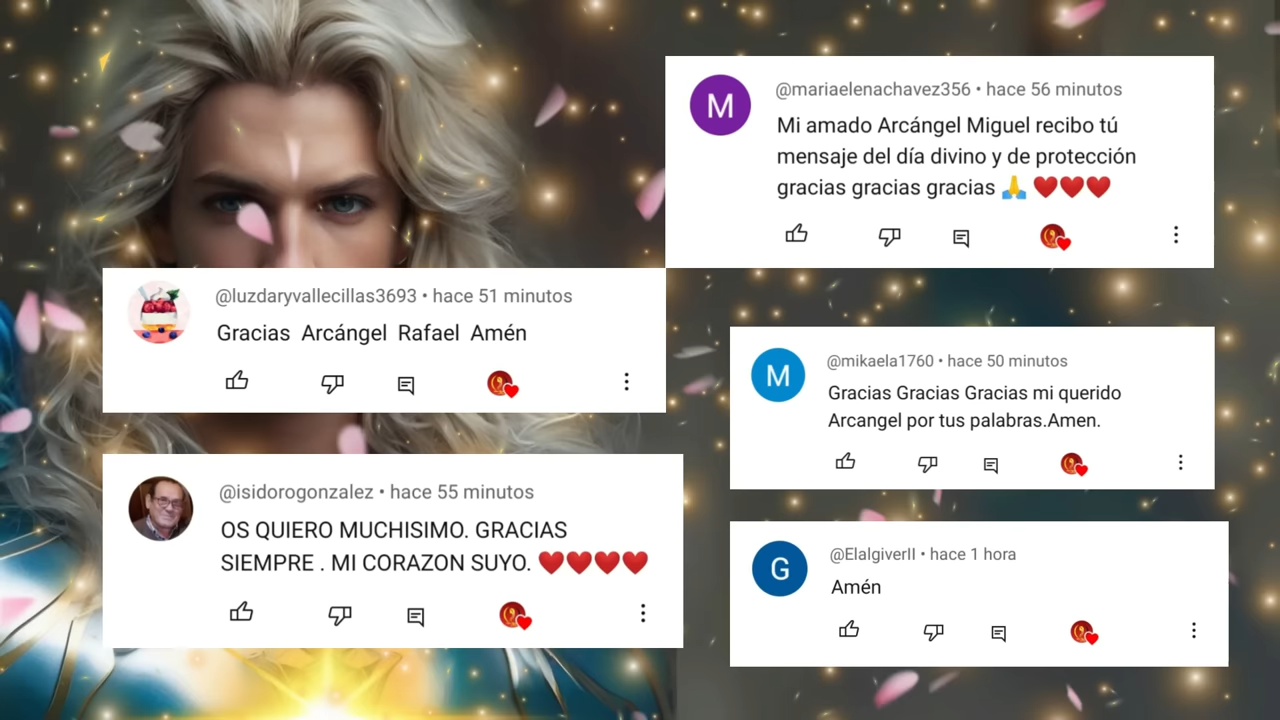 @luzdaryvallecillas3693 • hace 51 minutos
Gracias Arcángel Rafael Amén
@isidorogonzalez • hace 55 minutos
OS QUIERO MUCHISIMO. GRACIAS
SIEMPRE . MI CORAZON SUYO. ❤️❤️❤️❤️
M
@mariaelenachavez356 • hace 56 minutos
Mi amado Arcángel Miguel recibo tú
mensaje del día divino y de protección
gracias gracias gracias 🙏 ❤️❤️❤️
M
@mikaela1760 • hace 50 minutos
Gracias Gracias Gracias mi querido
Arcangel por tus palabras.Amen.
G
@ElalgiverII • hace 1 hora
Amén